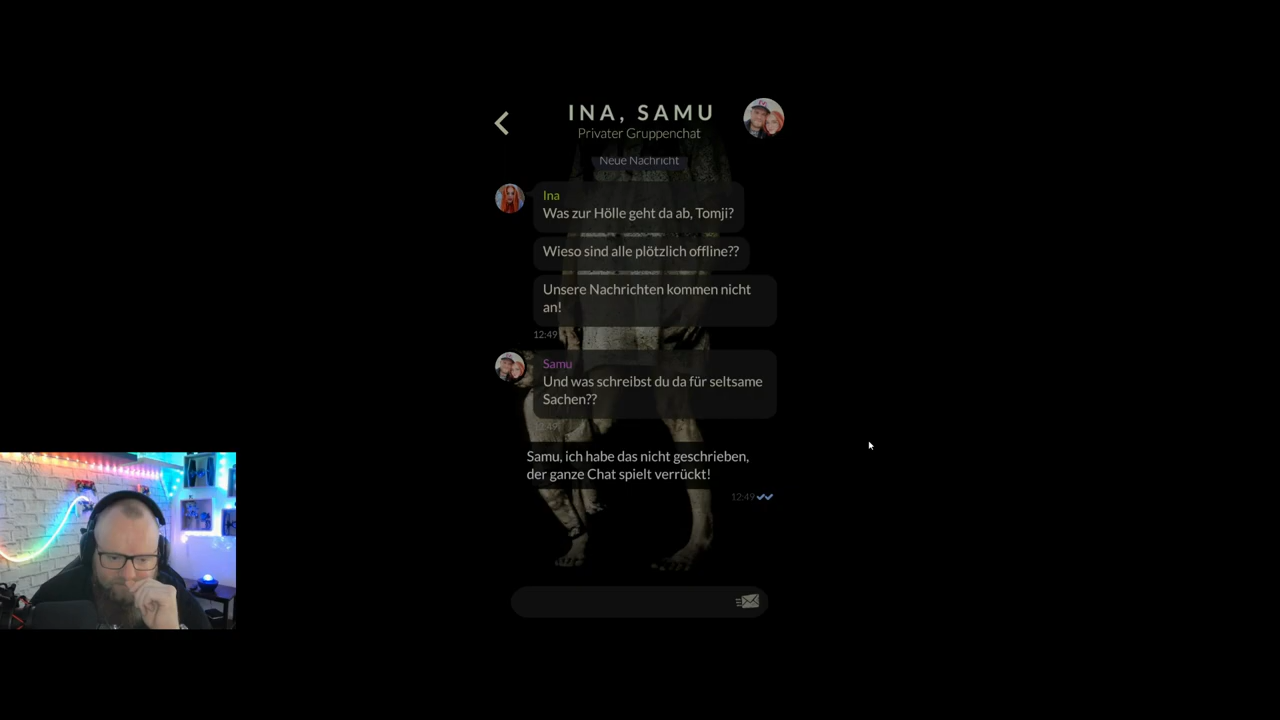 INA, SAMU
Privater Gruppenchat
Neue Nachricht
Ina
Was zur Hölle geht da ab, Tomji?
Wieso sind alle plötzlich offline??
Unsere Nachrichten kommen nicht
an!
12:49
Samu
Und was schreibst du da für seltsame
Sachen??
12:49
Samu, ich habe das nicht geschrieben,
der ganze Chat spielt verrückt!
12:49